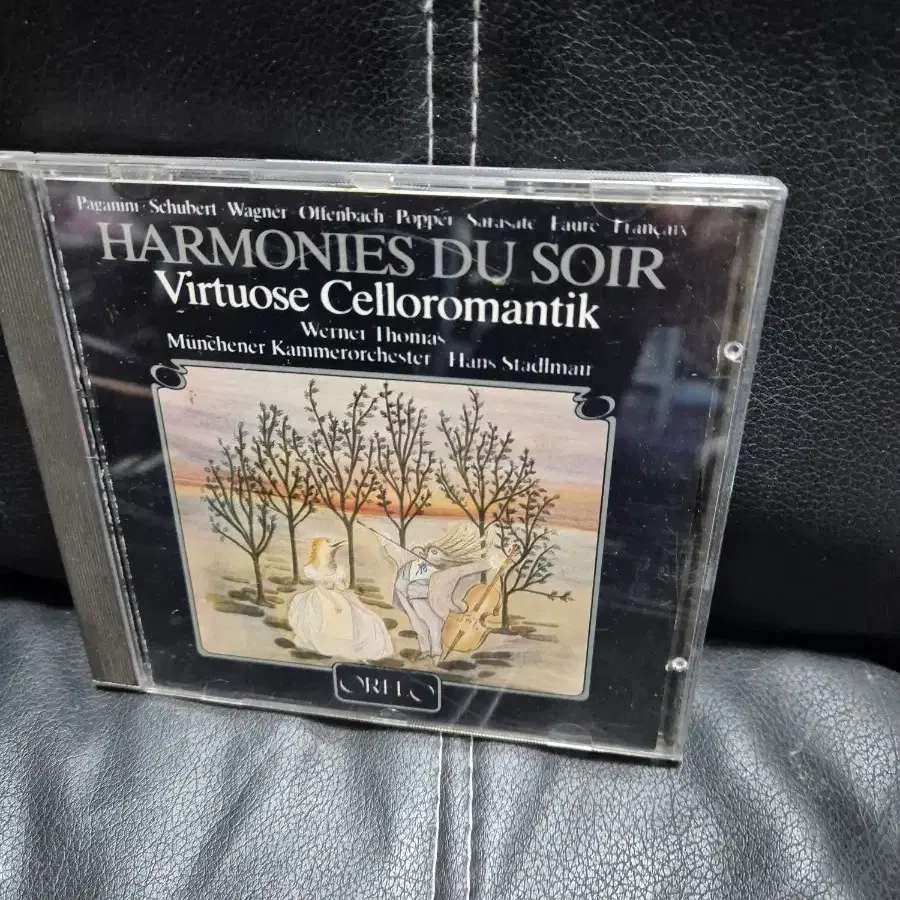 Paganini · Schubert · Wagner · Offenbach · Popper · Sarasate · Fauré · Françaix
HARMONIES DU SOIR
Virtuose Celloromantik
Werner Thomas
Münchener Kammerorchester · Hans Stadlmair
ORFEO